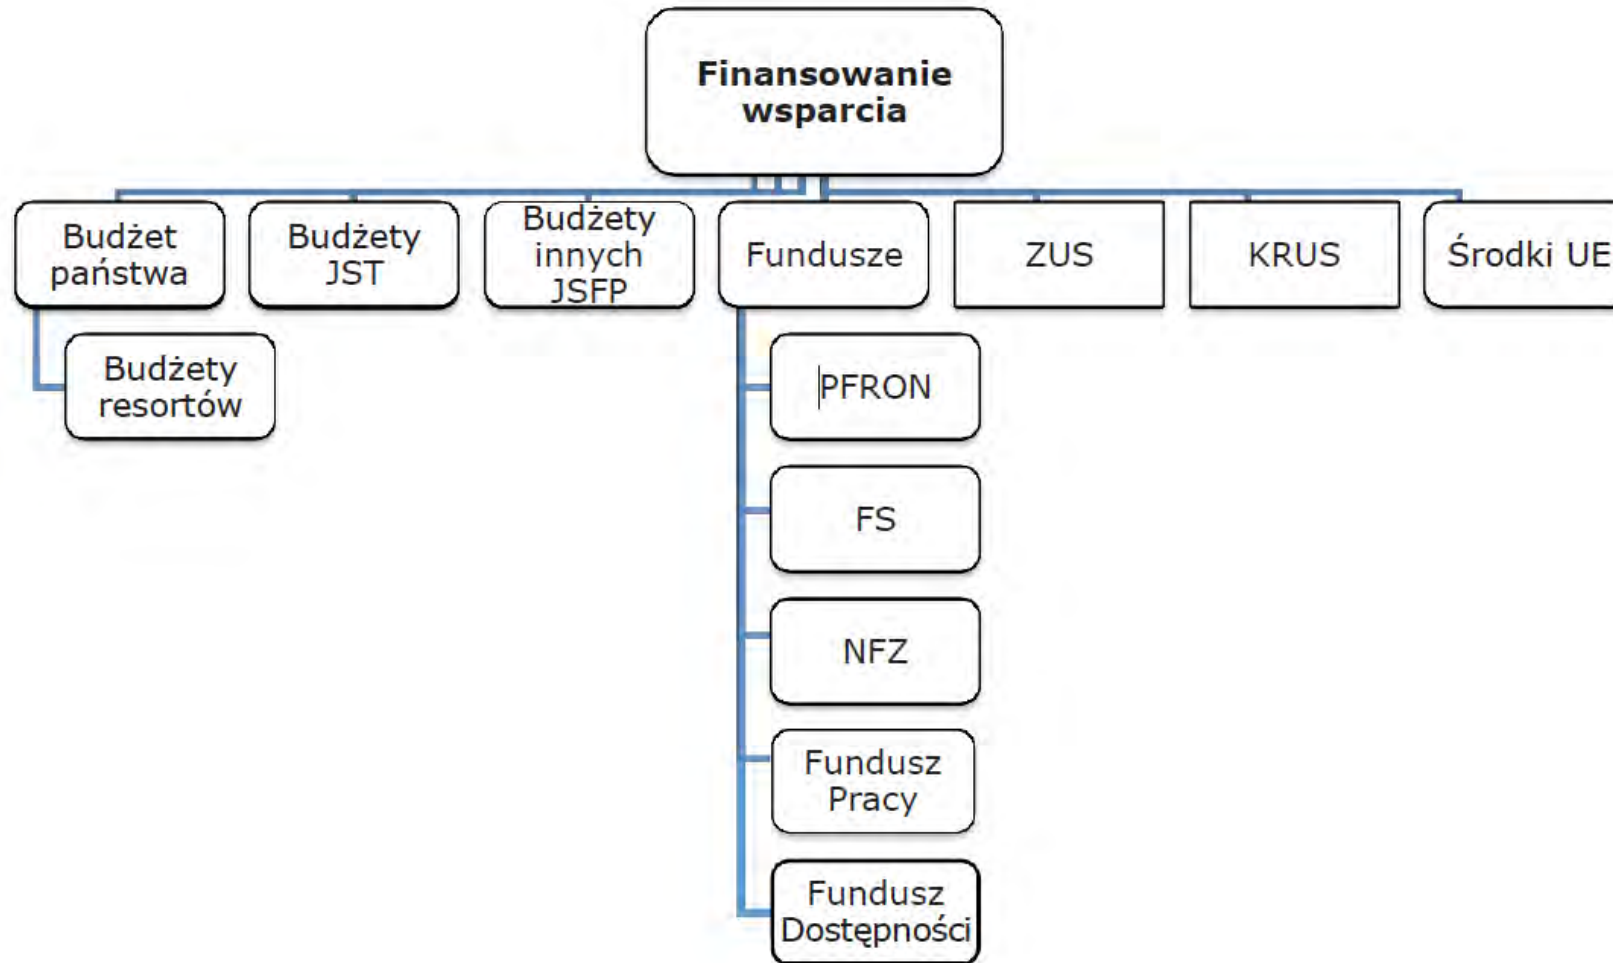 Finansowanie
wsparcia
Budżet
państwa
Budżety
JST
Budżety
innych
JSFP
Fundusze
ZUS
KRUS
Środki UE
Budżety
resortów
PFRON
FS
NFZ
Fundusz
Pracy
Fundusz
Dostępności